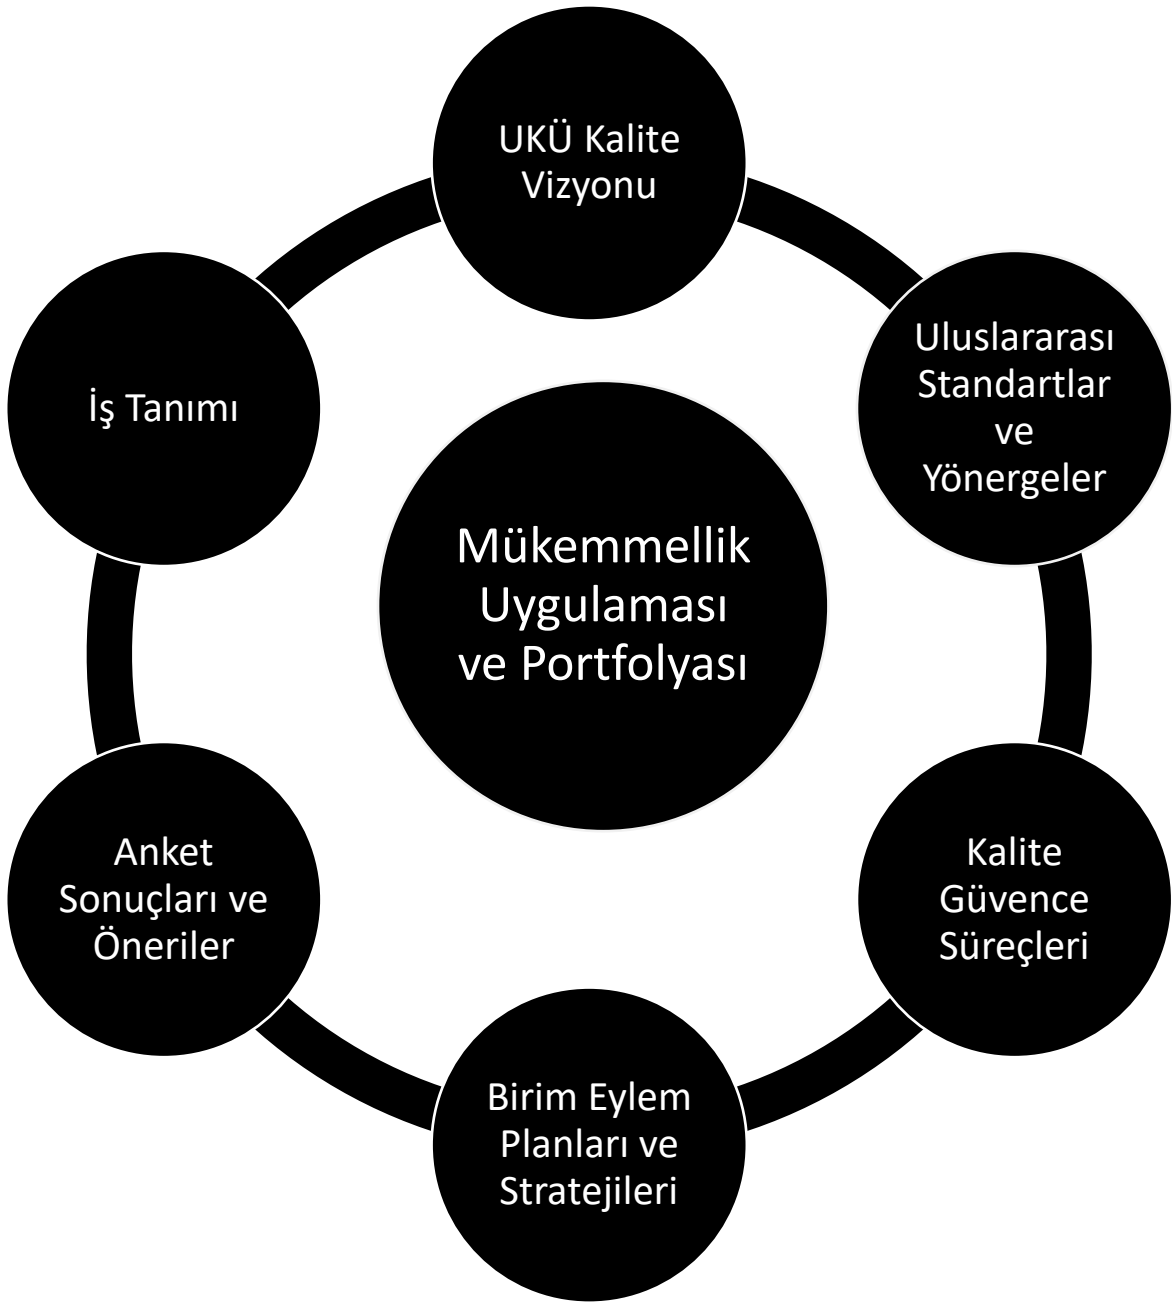 UKÜ Kalite
Vizyonu
Uluslararası
Standartlar
ve
Yönergeler
Kalite
Güvence
Süreçleri
Birim Eylem
Planları ve
Stratejileri
Anket
Sonuçları ve
Öneriler
İş Tanımı
Mükemmellik
Uygulaması
ve Portfolyası